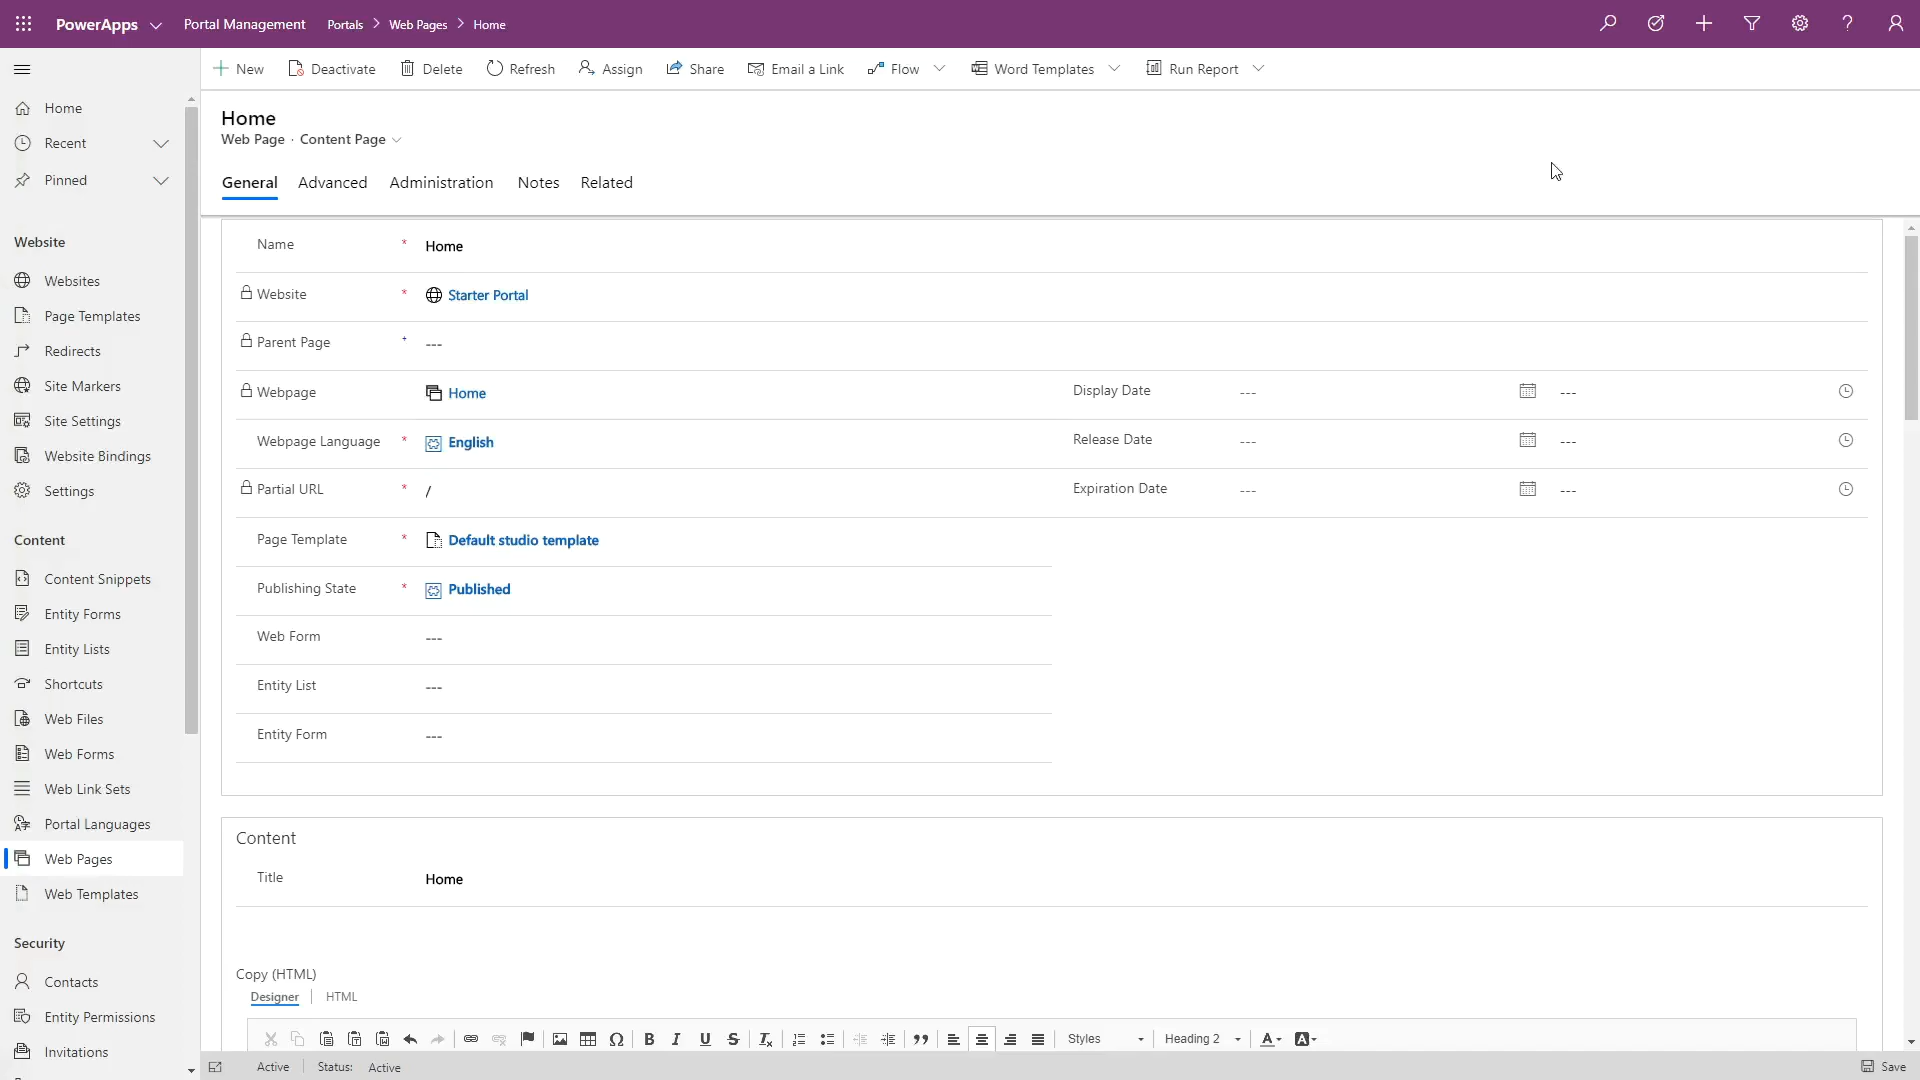 PowerApps
Portal Management
Portals > Web Pages > Home
New
Deactivate
Delete
Refresh
Assign
Share
Email a Link
Flow
Word Templates
Run Report
Home
Recent
Pinned
Website
Websites
Page Templates
Redirects
Site Markers
Site Settings
Website Bindings
Settings
Content
Content Snippets
Entity Forms
Entity Lists
Shortcuts
Web Files
Web Forms
Web Link Sets
Portal Languages
Web Pages
Web Templates
Security
Contacts
Entity Permissions
Invitations
Home
Web Page · Content Page
General Advanced Administration Notes Related
Name * Home
Website * Starter Portal
Parent Page + ---
Webpage Home
Display Date --- ---
Webpage Language * English
Release Date --- ---
Partial URL * /
Expiration Date --- ---
Page Template * Default studio template
Publishing State * Published
Web Form ---
Entity List ---
Entity Form ---
Content
Title Home
Copy (HTML)
Designer | HTML
B I U S Styles Heading 2 A A
Active Status: Active
Save